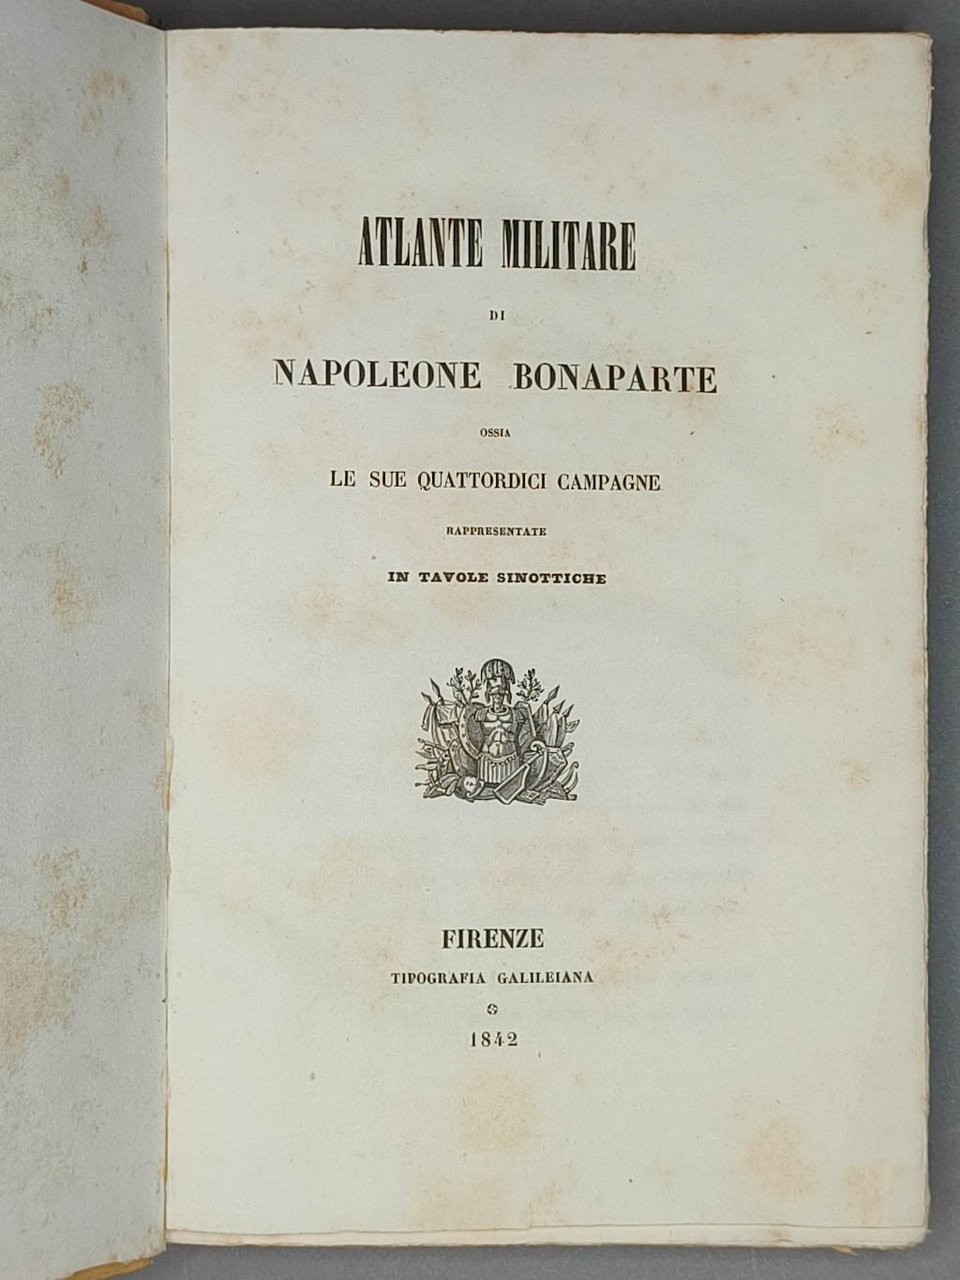 ATLANTE MILITARE
DI
NAPOLEONE BONAPARTE
OSSIA
LE SUE QUATTORDICI CAMPAGNE
RAPPRESENTATE
IN TAVOLE SINOTTICHE
FIRENZE
TIPOGRAFIA GALILEIANA
1842